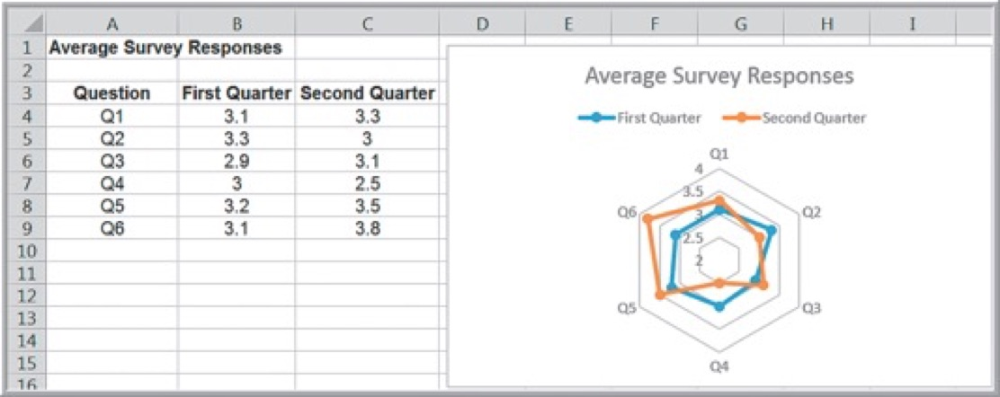 A B C D E F G H I
1 Average Survey Responses
2
3 Question First Quarter Second Quarter
4 Q1 3.1 3.3
5 Q2 3.3 3
6 Q3 2.9 3.1
7 Q4 3 2.5
8 Q5 3.2 3.5
9 Q6 3.1 3.8
10
11
12
13
14
15
16
Average Survey Responses
First Quarter Second Quarter
Q1
4
3.5
Q6 3 Q2
2.5
2
Q5 Q3
Q4